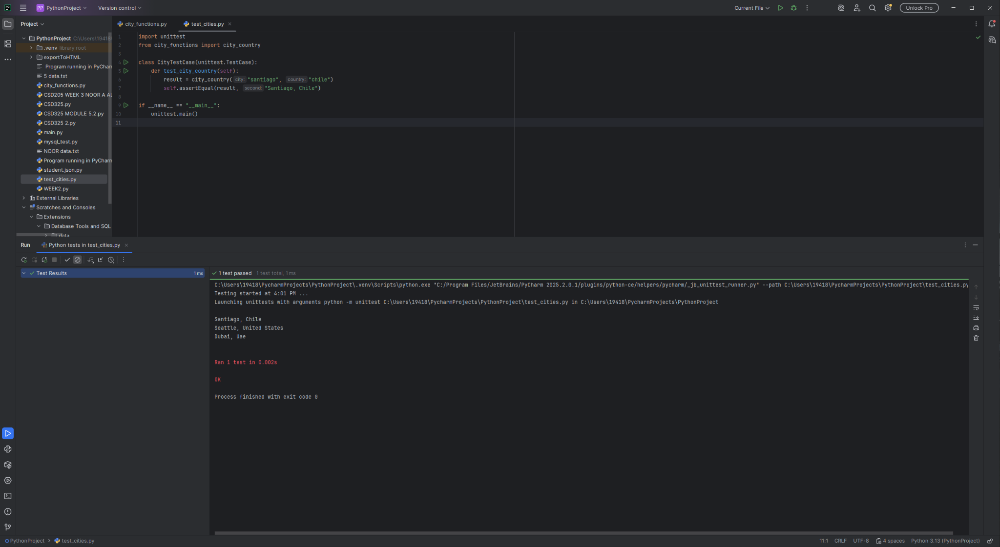 PC PP PythonProject Version control Current File Unlock Pro
Project
city_functions.py test_cities.py
PythonProject C:\Users\19418
.venv library root
exportToHTML
Program running in PyChar
5 data.txt
city_functions.py
CSD205 WEEK 3 NOOR A AL
CSD325.py
CSD325 MODULE 5.2.py
CSD325 2.py
main.py
mysql_test.py
NOOR data.txt
Program running in PyCharm
student.json.py
test_cities.py
WEEK2.py
External Libraries
Scratches and Consoles
Extensions
Database Tools and SQL
data
1 import unittest
2 from city_functions import city_country
3
4 class CityTestCase(unittest.TestCase):
5 def test_city_country(self):
6 result = city_country( city: "santiago", country: "chile")
7 self.assertEqual(result, second: "Santiago, Chile")
8
9 if __name__ == "__main__":
10 unittest.main()
11
Run Python tests in test_cities.py
Test Results 1 ms
1 test passed 1 test total, 1 ms
C:\Users\19418\PycharmProjects\PythonProject\.venv\Scripts\python.exe "C:/Program Files/JetBrains/PyCharm 2025.2.0.1/plugins/python-ce/helpers/pycharm/_jb_unittest_runner.py" --path C:\Users\19418\PycharmProjects\PythonProject\test_cities.py
Testing started at 4:01 PM ...
Launching unittests with arguments python -m unittest C:\Users\19418\PycharmProjects\PythonProject\test_cities.py in C:\Users\19418\PycharmProjects\PythonProject
Santiago, Chile
Seattle, United States
Dubai, Uae
Ran 1 test in 0.002s
OK
Process finished with exit code 0
PythonProject test_cities.py 11:1 CRLF UTF-8 4 spaces Python 3.13 (PythonProject)